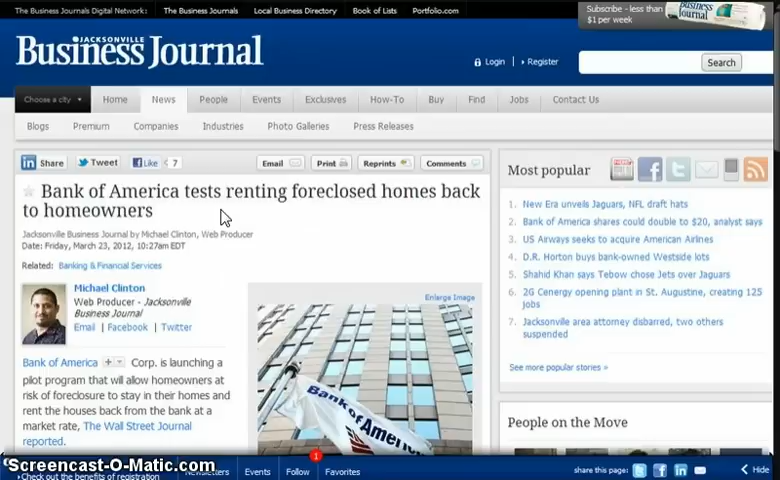 The Business Journals Digital Network:
The Business Journals
Local Business Directory
Book of Lists
Portfolio.com
Subscribe - less than
$1 per week
JACKSONVILLE
Business Journal
Login
Register
Search
Choose a city
Home
News
People
Events
Exclusives
How-To
Buy
Find
Jobs
Contact Us
Blogs
Premium
Companies
Industries
Photo Galleries
Press Releases
Share
Tweet
Like
7
Email
Print
Reprints
Comments
Bank of America tests renting foreclosed homes back
to homeowners
Jacksonville Business Journal by Michael Clinton, Web Producer
Date: Friday, March 23, 2012, 10:27am EDT
Related: Banking & Financial Services
Michael Clinton
Web Producer - Jacksonville
Business Journal
Email | Facebook | Twitter
Enlarge Image
Bank of America Corp. is launching a
pilot program that will allow homeowners at
risk of foreclosure to stay in their homes and
rent the houses back from the bank at a
market rate, The Wall Street Journal
reported.
Bank of Americ
Most popular
1. New Era unveils Jaguars, NFL draft hats
2. Bank of America shares could double to $20, analyst says
3. US Airways seeks to acquire American Airlines
4. D.R. Horton buys bank-owned Westside lots
5. Shahid Khan says Tebow chose Jets over Jaguars
6. 2G Cenergy opening plant in St. Augustine, creating 125
jobs
7. Jacksonville area attorney disbarred, two others
suspended
See more popular stories »
People on the Move
Screencast-O-Matic.com
Check out the benefits of registration
Newsletters
Events
Follow
1
Favorites
share this page:
Hide